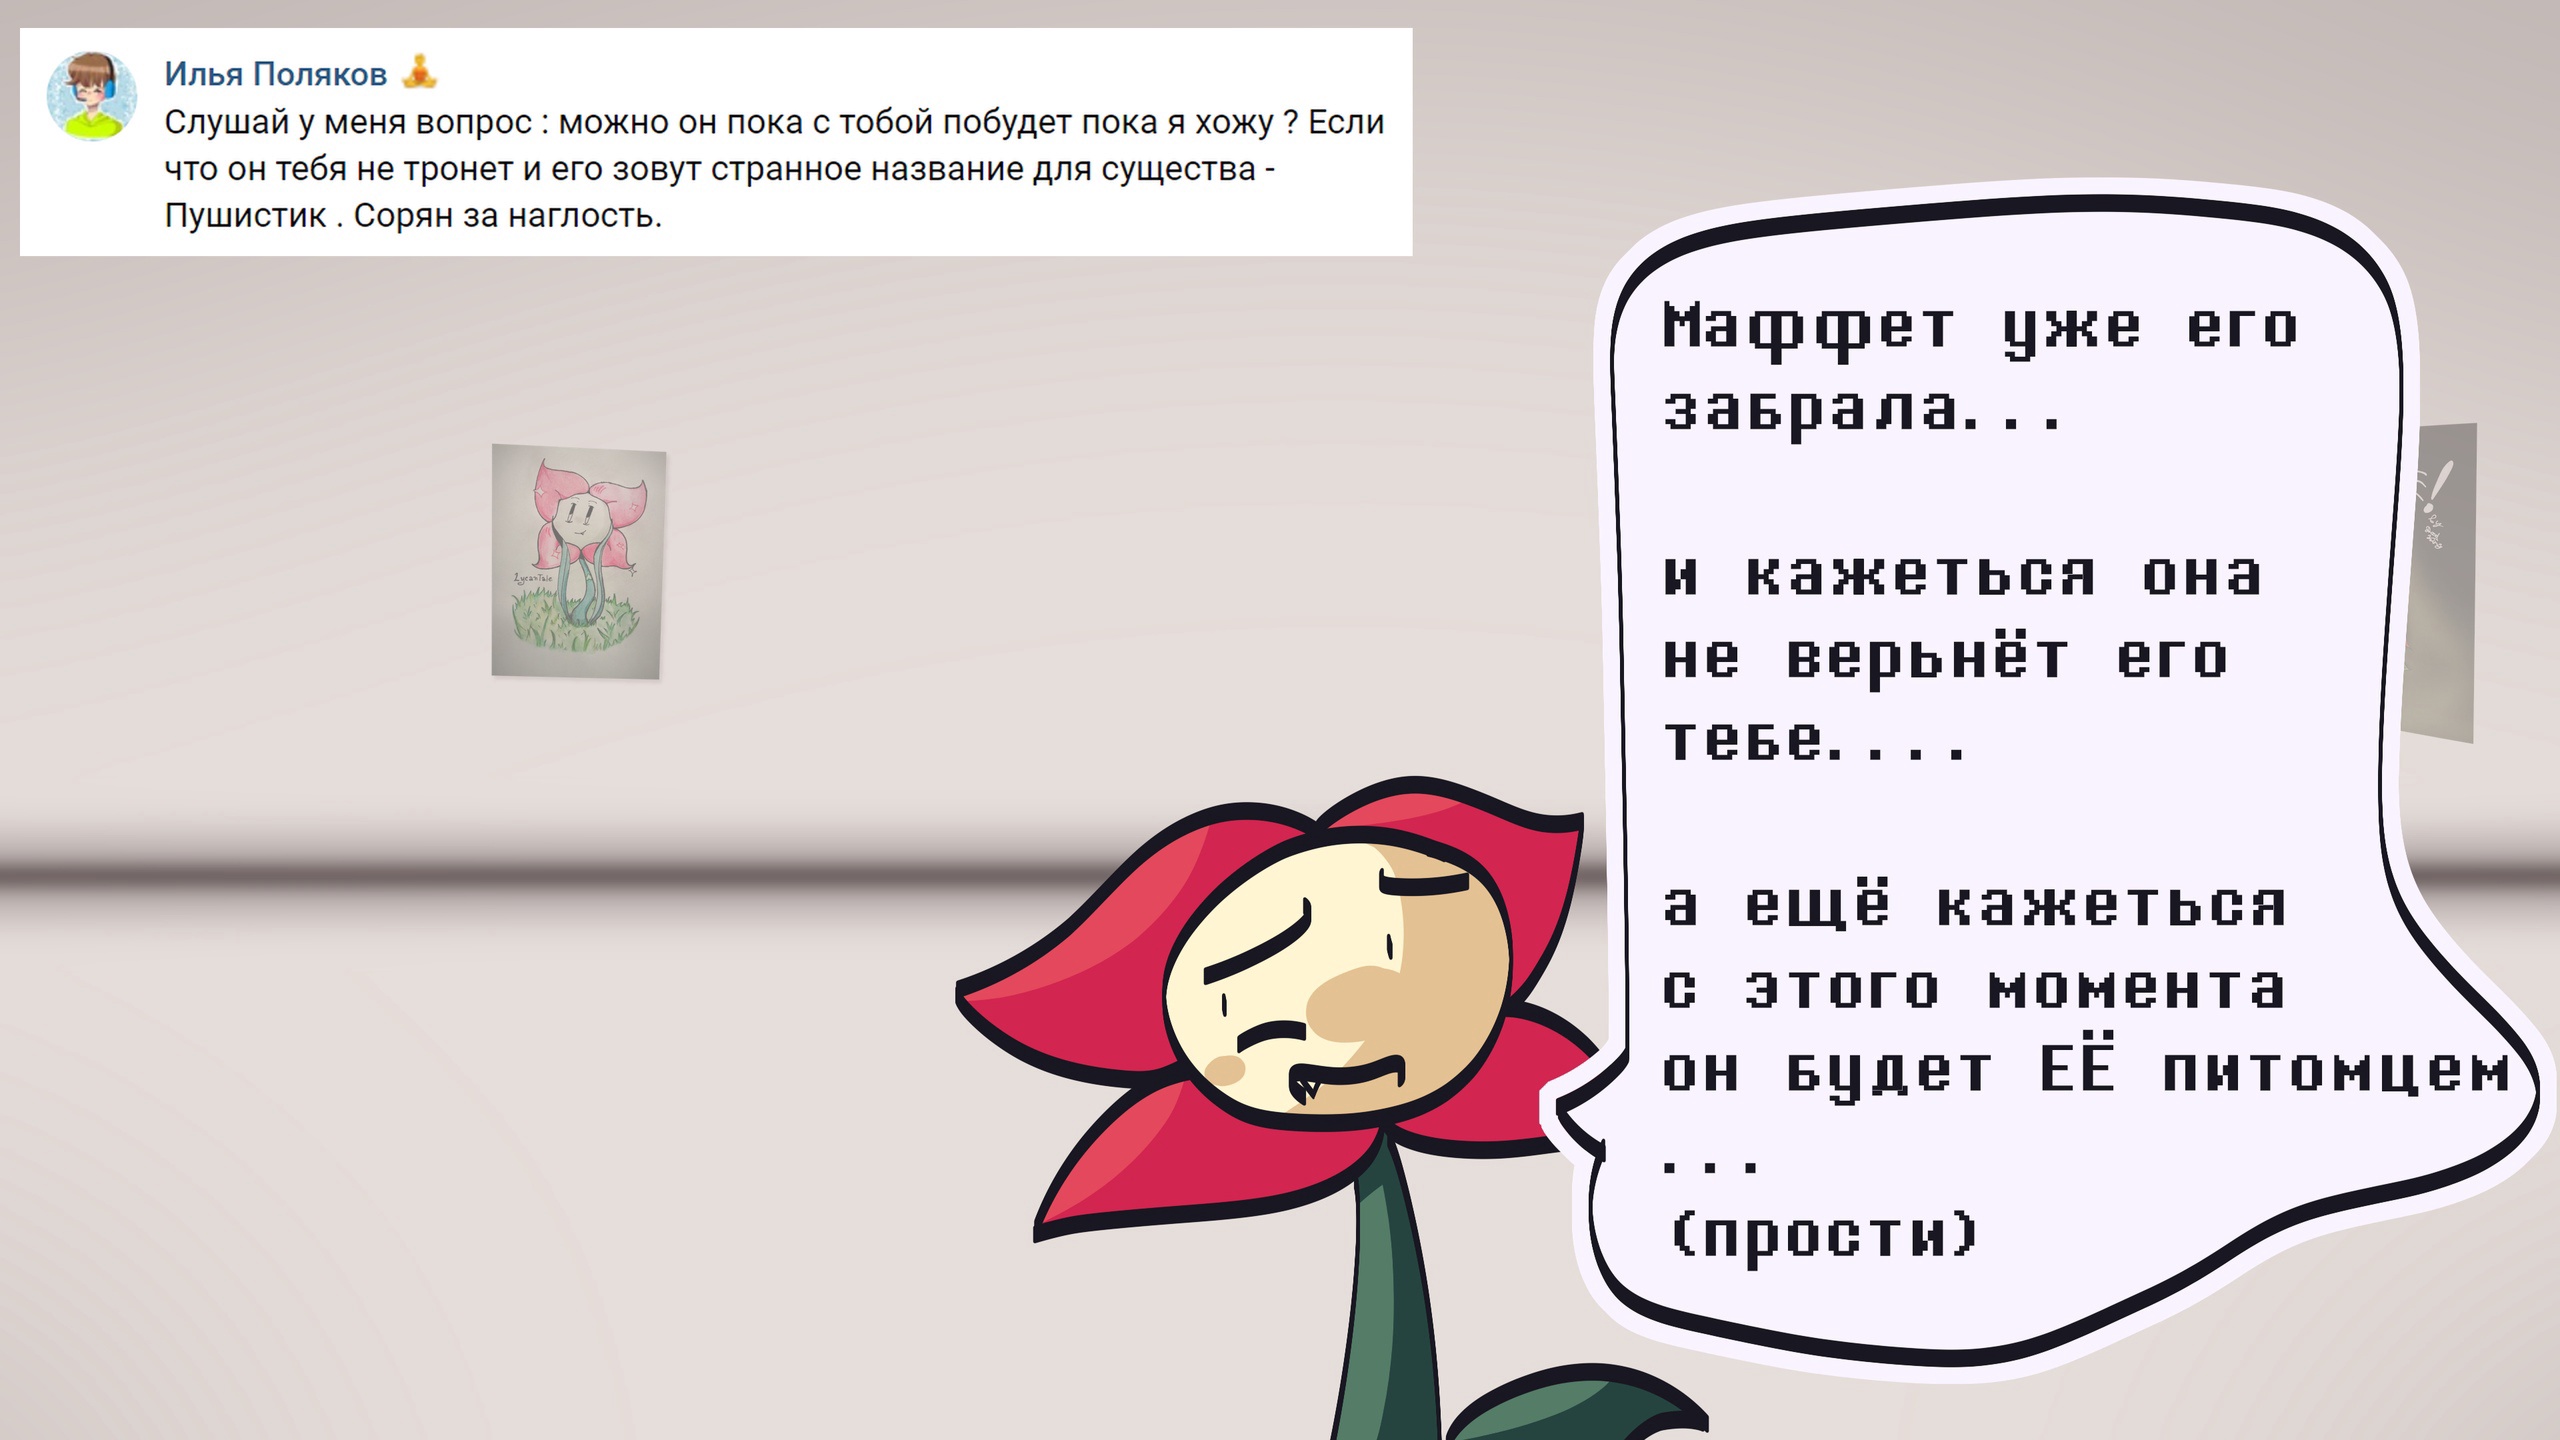 Илья Поляков
Слушай у меня вопрос : можно он пока с тобой побудет пока я хожу ? Если
что он тебя не тронет и его зовут странное название для существа -
Пушистик . Сорян за наглость.
Маффет уже его
забрала...
и кажеться она
не верьнёт его
тебе....
а ещё кажеться
с этого момента
он будет ЕЁ питомцем
...
(прости)
LycanTale